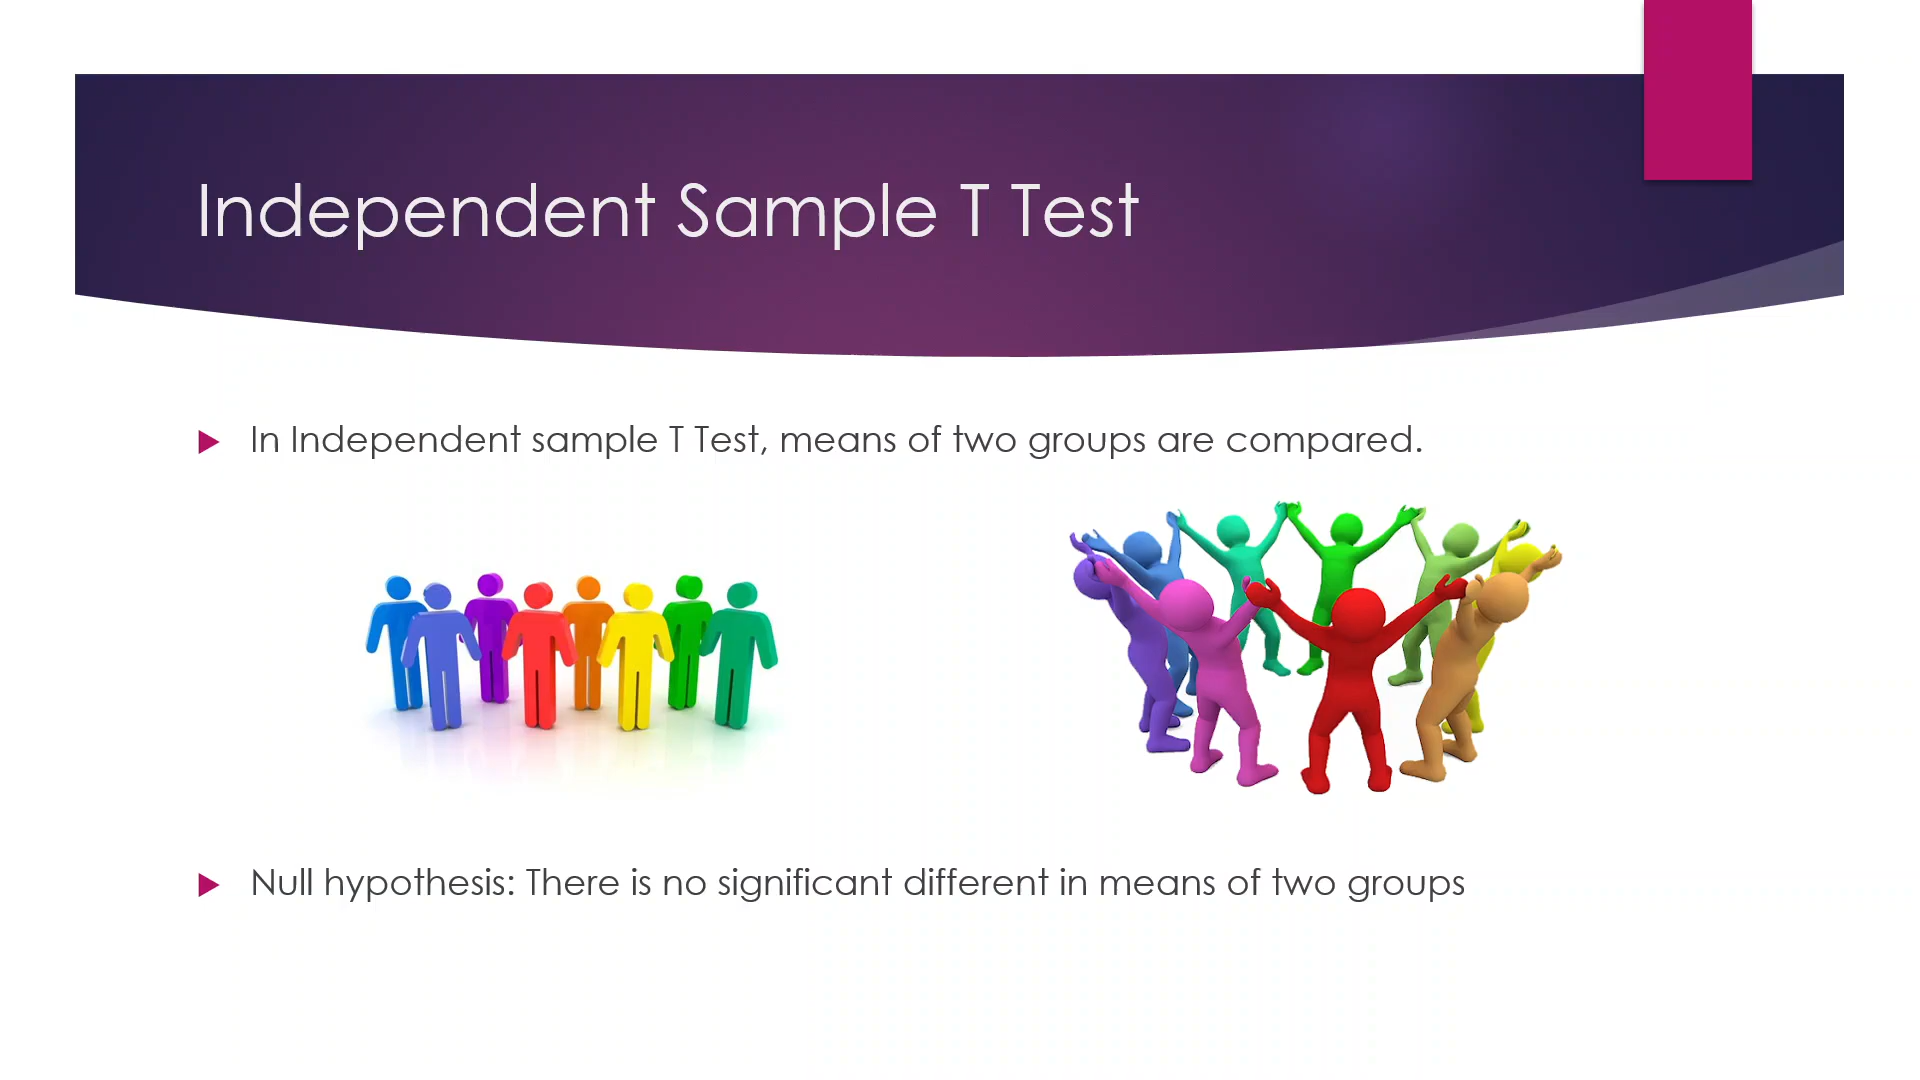 Independent Sample T Test
In Independent sample T Test, means of two groups are compared.
Null hypothesis: There is no significant different in means of two groups